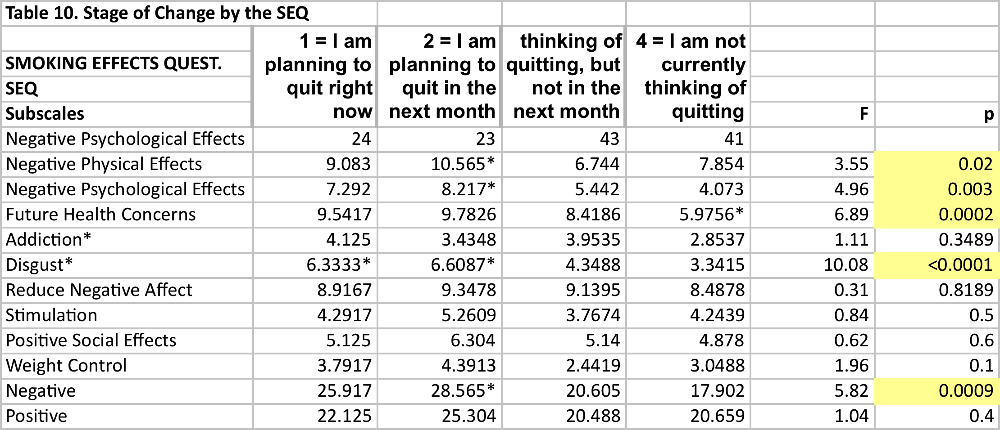 Table 10. Stage of Change by the SEQ
SMOKING EFFECTS QUEST.
SEQ
Subscales
1 = I am
planning to
quit right
now
2 = I am
planning to
quit in the
next month
thinking of
quitting, but
not in the
next month
4 = I am not
currently
thinking of
quitting
F
p
Negative Psychological Effects 24 23 43 41
Negative Physical Effects 9.083 10.565* 6.744 7.854 3.55 0.02
Negative Psychological Effects 7.292 8.217* 5.442 4.073 4.96 0.003
Future Health Concerns 9.5417 9.7826 8.4186 5.9756* 6.89 0.0002
Addiction* 4.125 3.4348 3.9535 2.8537 1.11 0.3489
Disgust* 6.3333* 6.6087* 4.3488 3.3415 10.08 <0.0001
Reduce Negative Affect 8.9167 9.3478 9.1395 8.4878 0.31 0.8189
Stimulation 4.2917 5.2609 3.7674 4.2439 0.84 0.5
Positive Social Effects 5.125 6.304 5.14 4.878 0.62 0.6
Weight Control 3.7917 4.3913 2.4419 3.0488 1.96 0.1
Negative 25.917 28.565* 20.605 17.902 5.82 0.0009
Positive 22.125 25.304 20.488 20.659 1.04 0.4